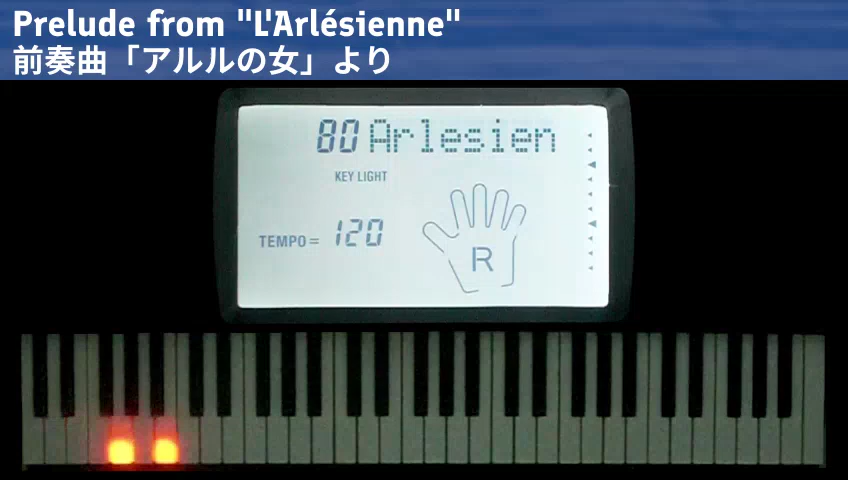 Prelude from "L'Arlésienne"
前奏曲「アルルの女」より
80 Arlesien
KEY LIGHT
TEMPO= 120
R